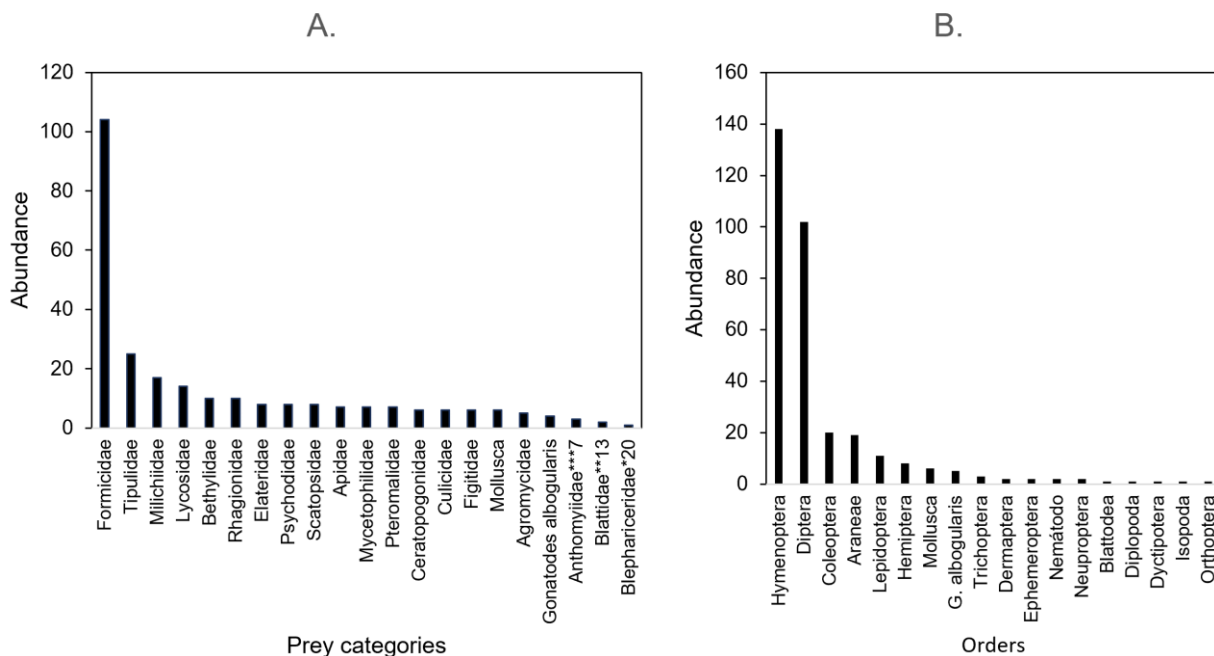 A.
120
100
80
60
40
20
0
Abundance
Formicidae
Tipulidae
Milichiidae
Lycosidae
Bethylidae
Rhagionidae
Elateridae
Psychodidae
Scatopsidae
Apidae
Mycetophilidae
Pteromalidae
Ceratopogonidae
Culicidae
Figitidae
Mollusca
Agromycidae
Gonatodes albogularis
Anthomyiidae***7
Blattidae**13
Blephariceridae*20
Prey categories
B.
160
140
120
100
80
60
40
20
0
Abundance
Hymenoptera
Diptera
Coleoptera
Araneae
Lepidoptera
Hemiptera
Mollusca
G. albogularis
Trichoptera
Dermaptera
Ephemeroptera
Nemátodo
Neuproptera
Blattodea
Diplopoda
Dyctipotera
Isopoda
Orthoptera
Orders